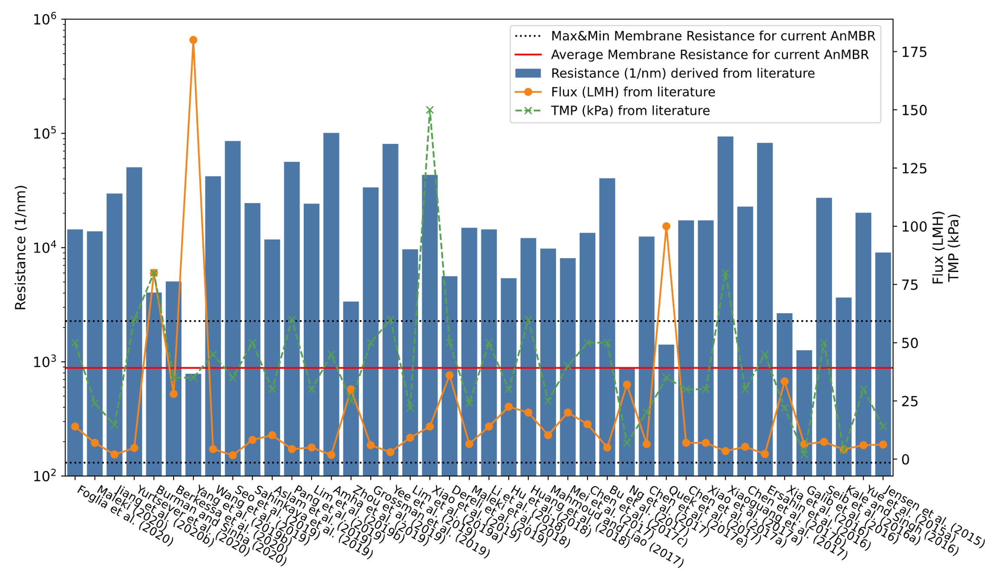 10⁶
10⁵
10⁴
10³
10²
Resistance (1/nm)
Max&Min Membrane Resistance for current AnMBR
Average Membrane Resistance for current AnMBR
Resistance (1/nm) derived from literature
Flux (LMH) from literature
TMP (kPa) from literature
175
150
125
100
75
50
25
0
Flux (LMH)
TMP (kPa)
Foglia et al. (2020)
Maleki (2020)
Jiang et al. (2020b)
Yurtsever et al. (2020)
Burman and Sinha (2020)
Berkessa et al. (2020)
Yang et al. (2019b)
Wang et al. (2019)
Seo et al. (2019)
Sahinkaya et al. (2019)
Aslam et al. (2019)
Pang et al. (2019)
Lim et al. (2019b)
Amha et al. (2019)
Zhou et al. (2019)
Grossman et al. (2019)
Yee et al. (2019)
Lim et al. (2019a)
Xiao et al. (2019)
Dereli et al. (2019)
Maleki et al. (2018)
Li et al. (2018)
Hu et al. (2018)
Huang et al. (2018)
Mahmoud and Liao (2017)
Mei et al. (2017)
Chen et al. (2017c)
Bu et al. (2017)
Ng et al. (2017)
Chen et al. (2017e)
Quek et al. (2017)
Chen et al. (2017a)
Xiao et al. (2017a)
Xiaoguang et al. (2017)
Chen et al. (2017b)
Ersahin et al. (2016)
Xia et al. (2016)
Galib et al. (2016)
Seib et al. (2016a)
Kale and Singh (2016)
Yue et al. (2015a)
Jensen et al. (2015)